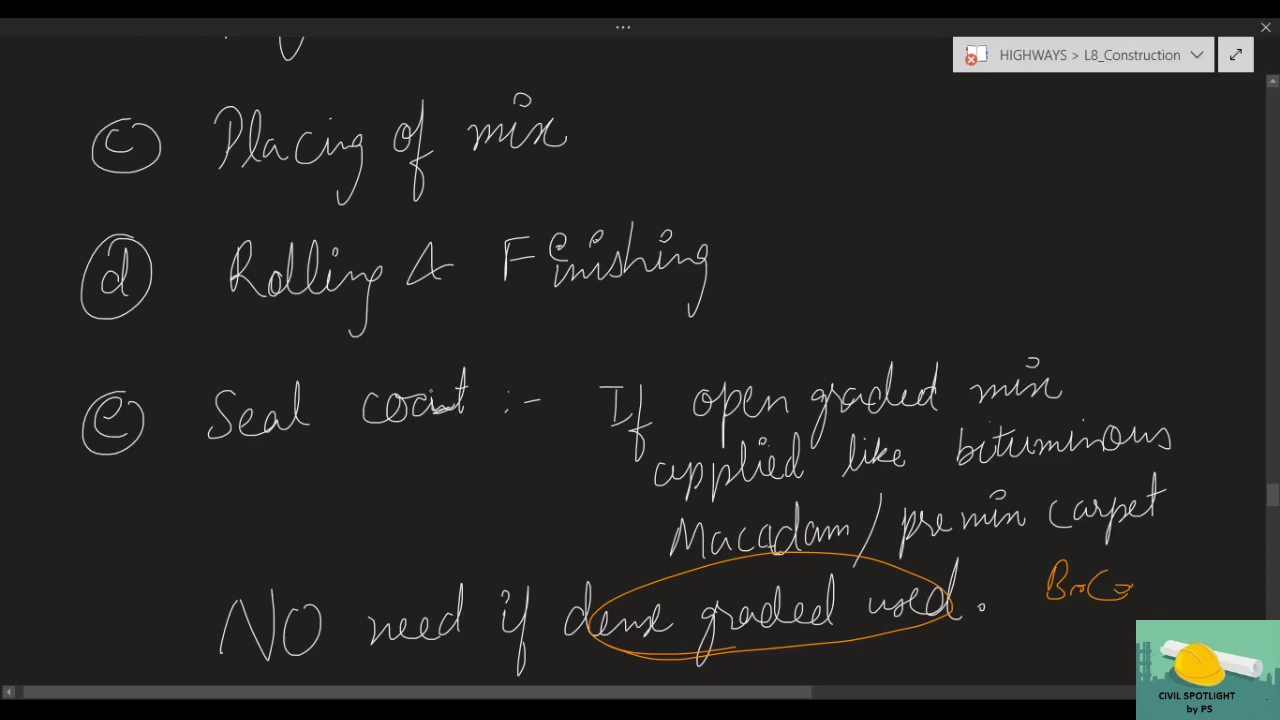 HIGHWAYS > L8_Construction
(c) Placing of mix
(d) Rolling & Finishing
(e) Seal coat :- If open graded mix
applied like bituminous
Macadam / premix carpet
NO need if dense graded used.
CIVIL SPOTLIGHT
by PS